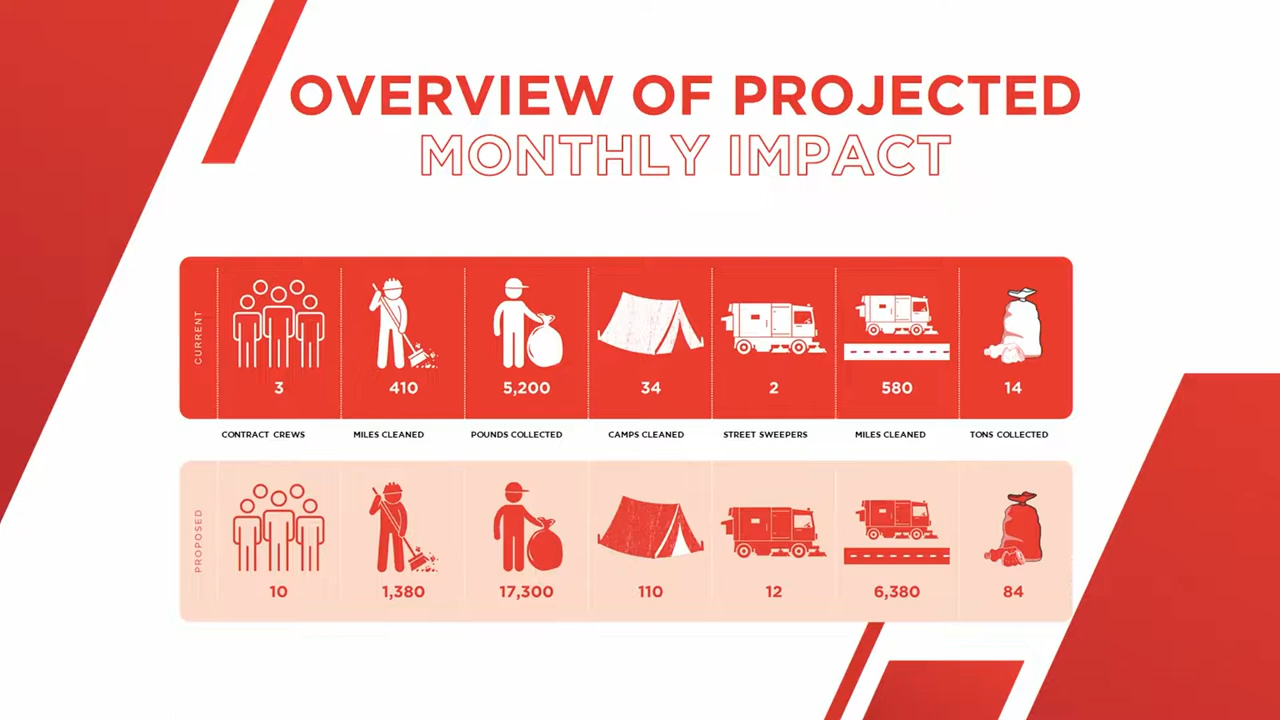 OVERVIEW OF PROJECTED
MONTHLY IMPACT
CURRENT
3 410 5,200 34 2 580 14
CONTRACT CREWS MILES CLEANED POUNDS COLLECTED CAMPS CLEANED STREET SWEEPERS MILES CLEANED TONS COLLECTED
PROPOSED
10 1,380 17,300 110 12 6,380 84